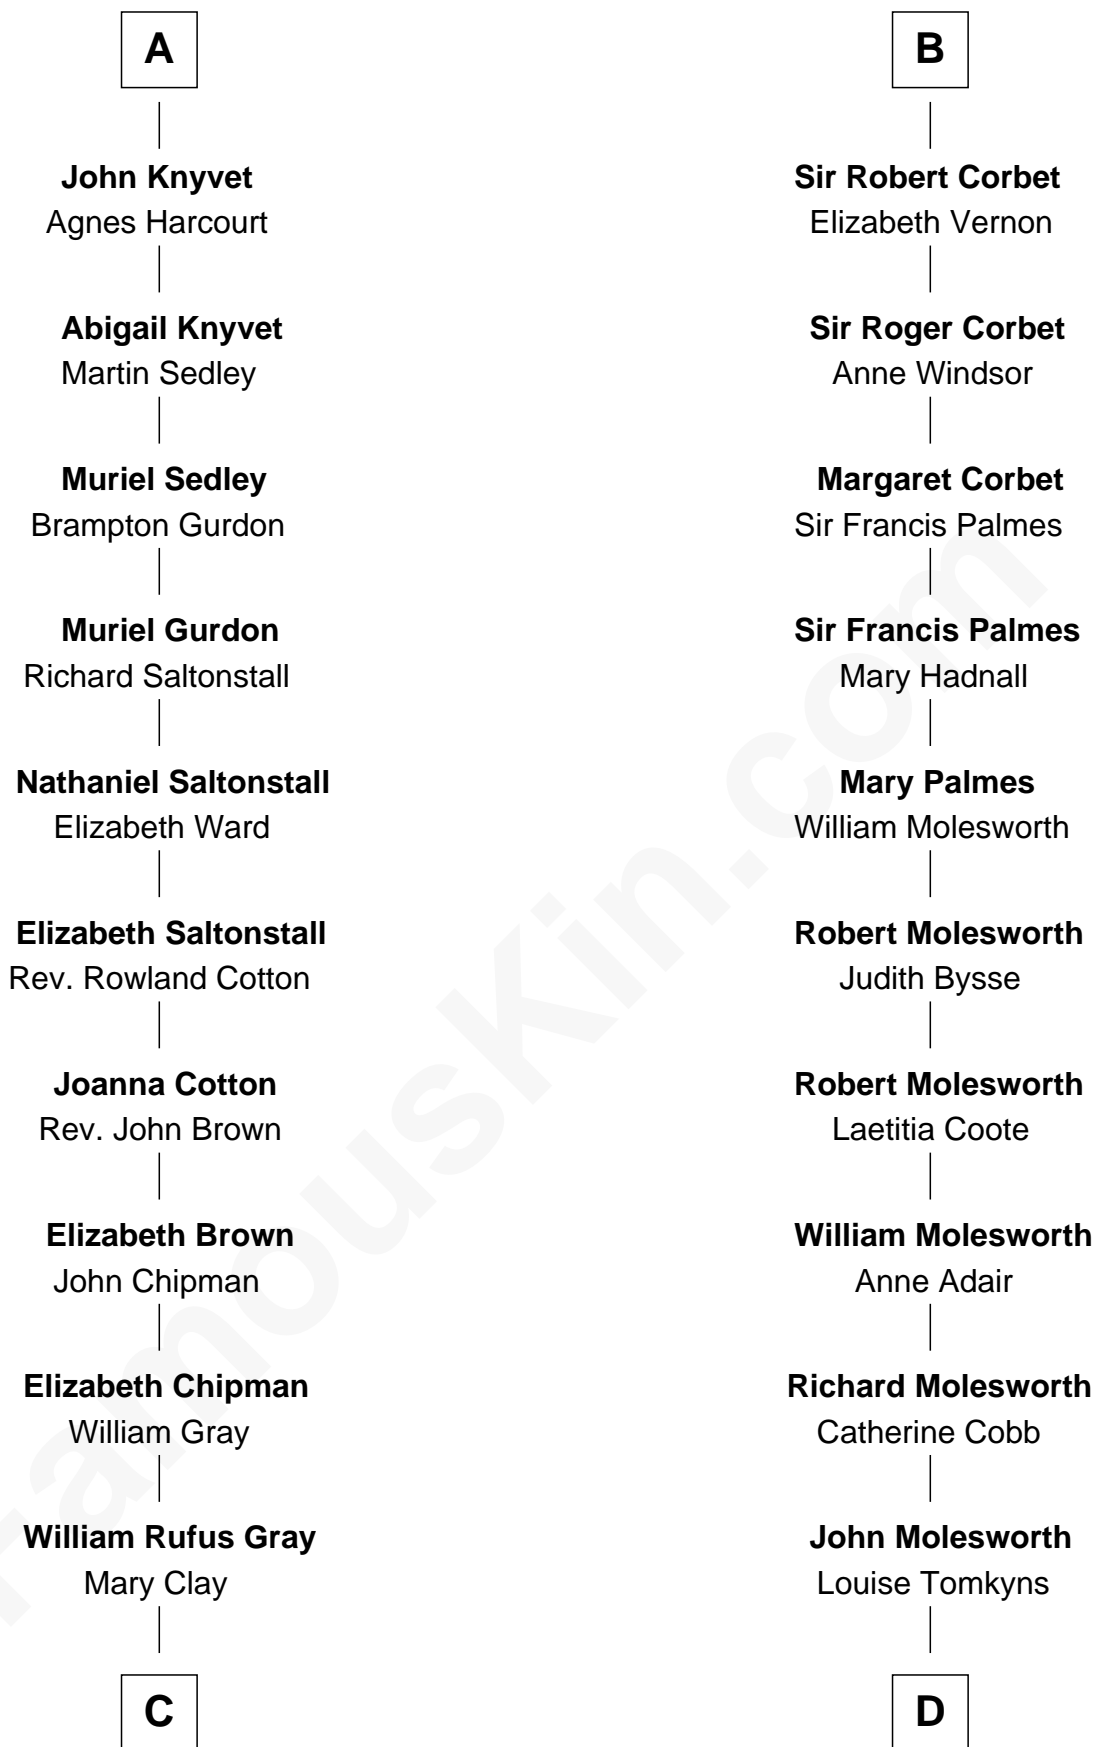 A
John Knyvet
Agnes Harcourt
Abigail Knyvet
Martin Sedley
Muriel Sedley
Brampton Gurdon
Muriel Gurdon
Richard Saltonstall
Nathaniel Saltonstall
Elizabeth Ward
Elizabeth Saltonstall
Rev. Rowland Cotton
Joanna Cotton
Rev. John Brown
Elizabeth Brown
John Chipman
Elizabeth Chipman
William Gray
William Rufus Gray
Mary Clay
C
B
Sir Robert Corbet
Elizabeth Vernon
Sir Roger Corbet
Anne Windsor
Margaret Corbet
Sir Francis Palmes
Sir Francis Palmes
Mary Hadnall
Mary Palmes
William Molesworth
Robert Molesworth
Judith Bysse
Robert Molesworth
Laetitia Coote
William Molesworth
Anne Adair
Richard Molesworth
Catherine Cobb
John Molesworth
Louise Tomkyns
D
FamousKin.com